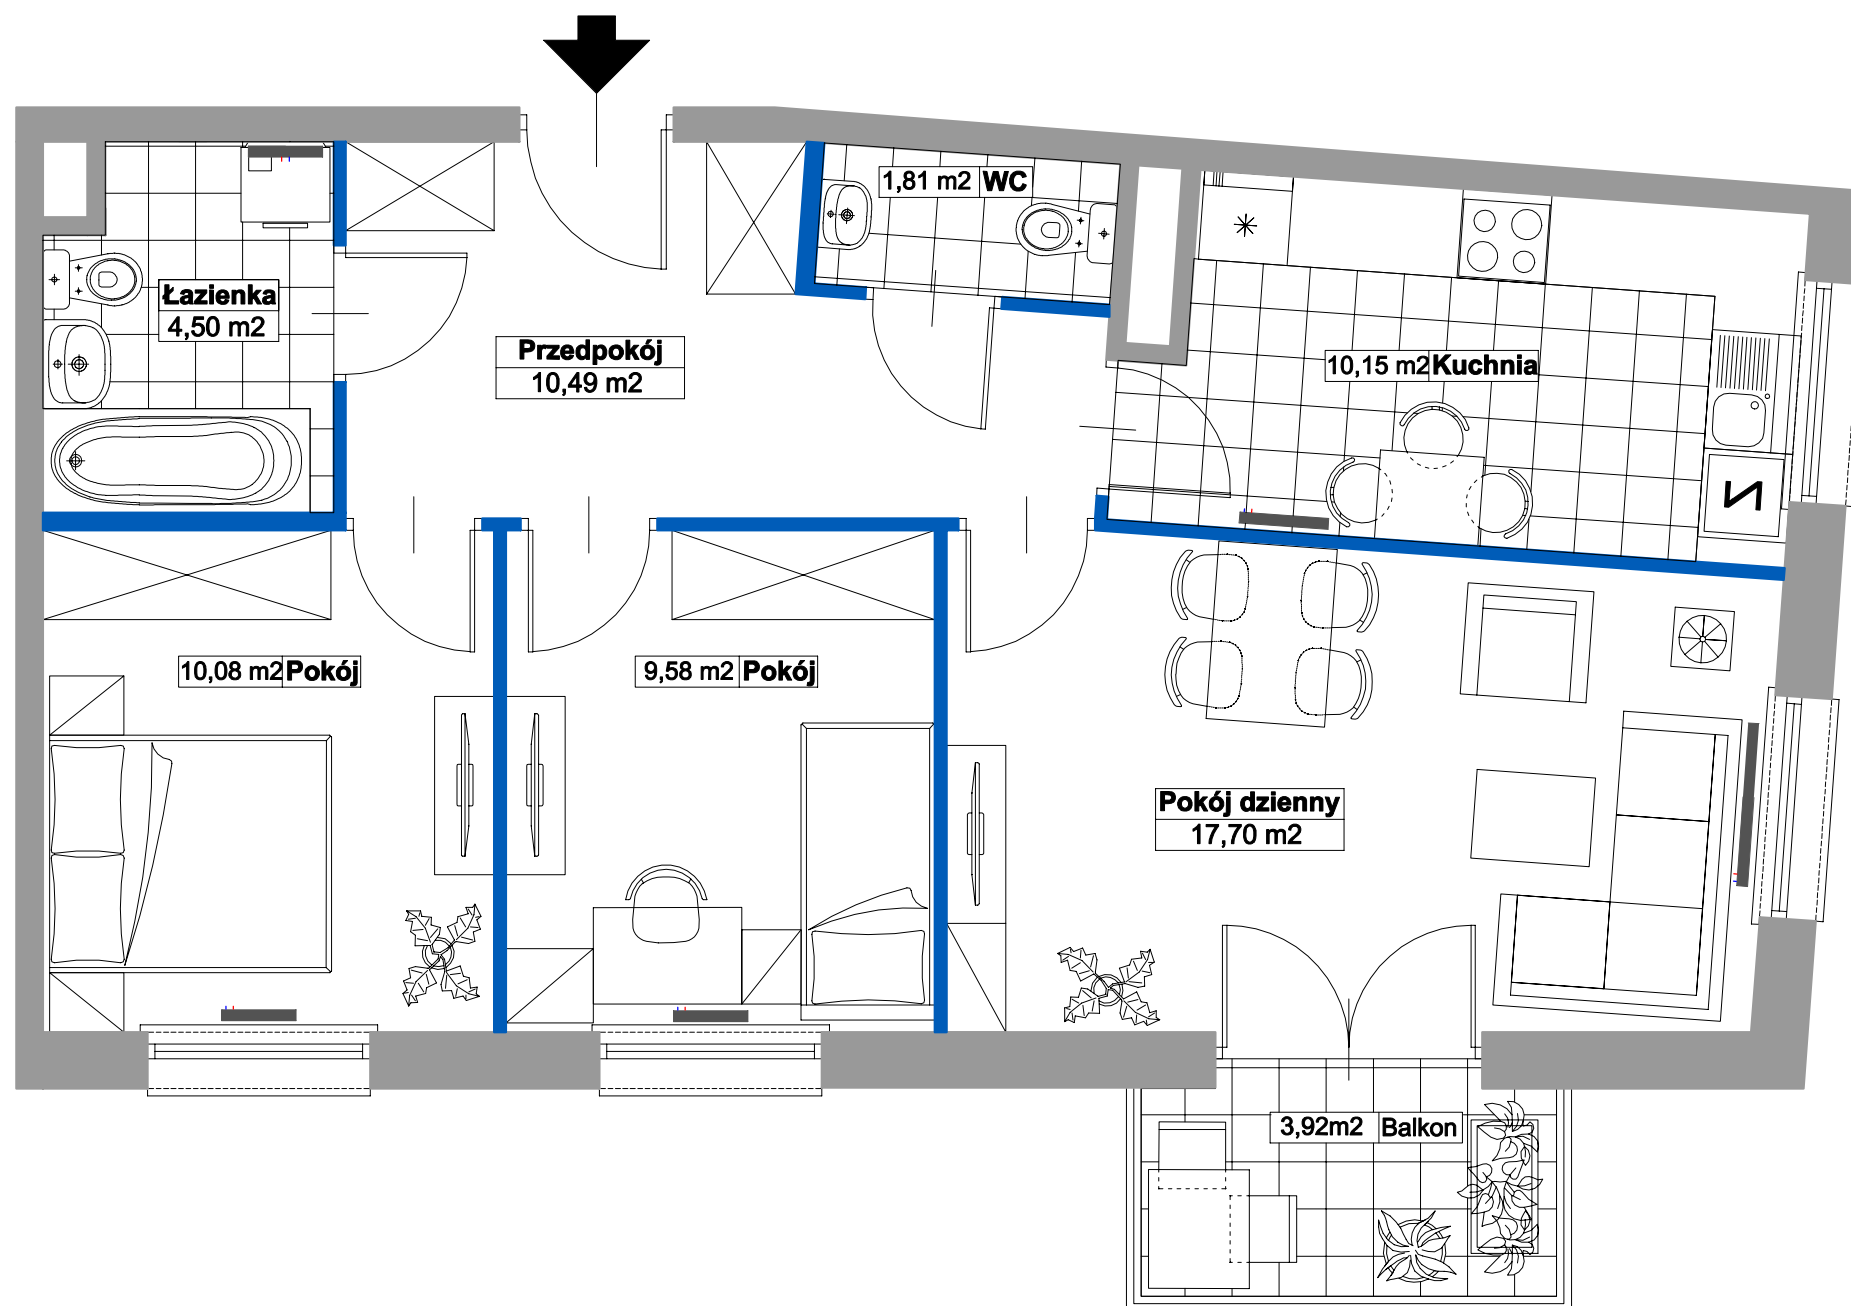 1,81 m2 WC
Łazienka
4,50 m2
Przedpokój
10,49 m2
10,15 m2 Kuchnia
10,08 m2 Pokój
9,58 m2 Pokój
Pokój dzienny
17,70 m2
3,92m2 Balkon